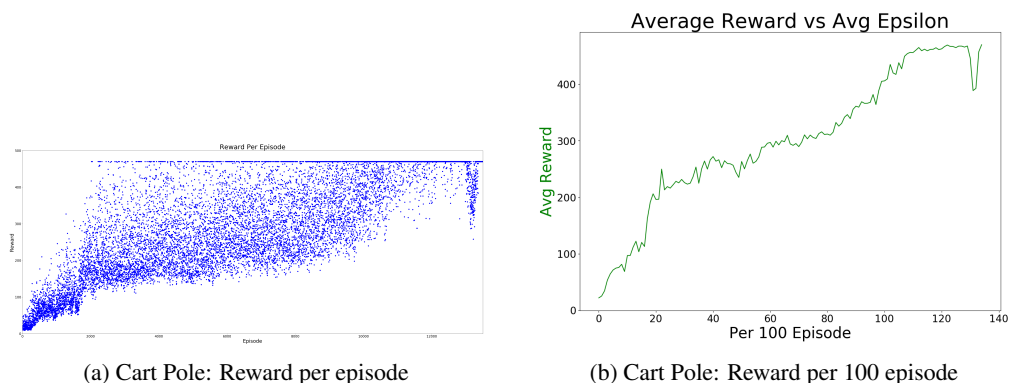 Reward Per Episode
500
400
300
200
100
0
Reward
0 2000 4000 6000 8000 10000 12000
Episode
(a) Cart Pole: Reward per episode
Average Reward vs Avg Epsilon
400
300
200
100
0
Avg Reward
0 20 40 60 80 100 120 140
Per 100 Episode
(b) Cart Pole: Reward per 100 episode